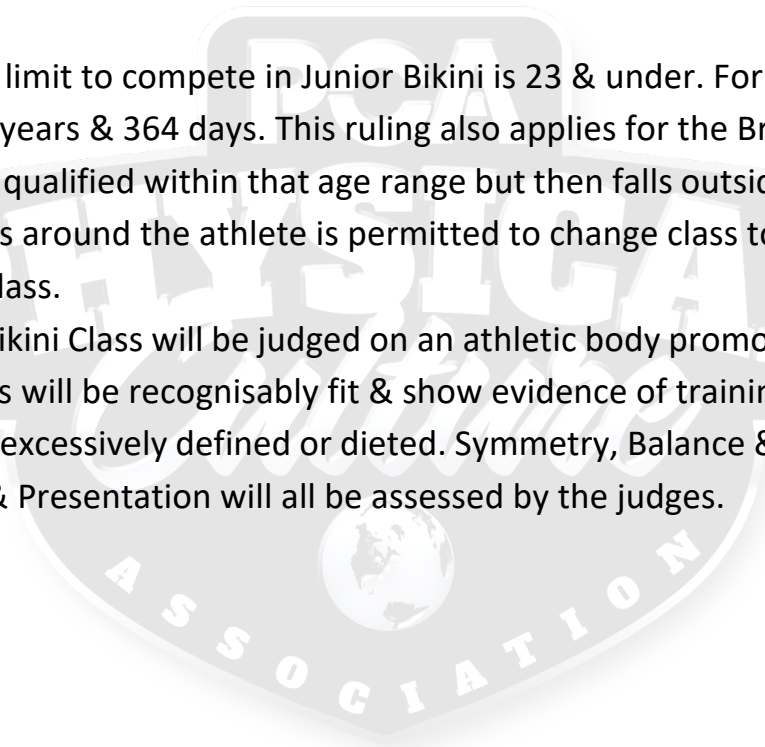 limit to compete in Junior Bikini is 23 & under. For
years & 364 days. This ruling also applies for the Br
qualified within that age range but then falls outsid
s around the athlete is permitted to change class to
lass.
ikini Class will be judged on an athletic body promo
s will be recognisably fit & show evidence of trainin
excessively defined or dieted. Symmetry, Balance &
& Presentation will all be assessed by the judges.
PCA
HYSICA
Culture
ASSOCIATION